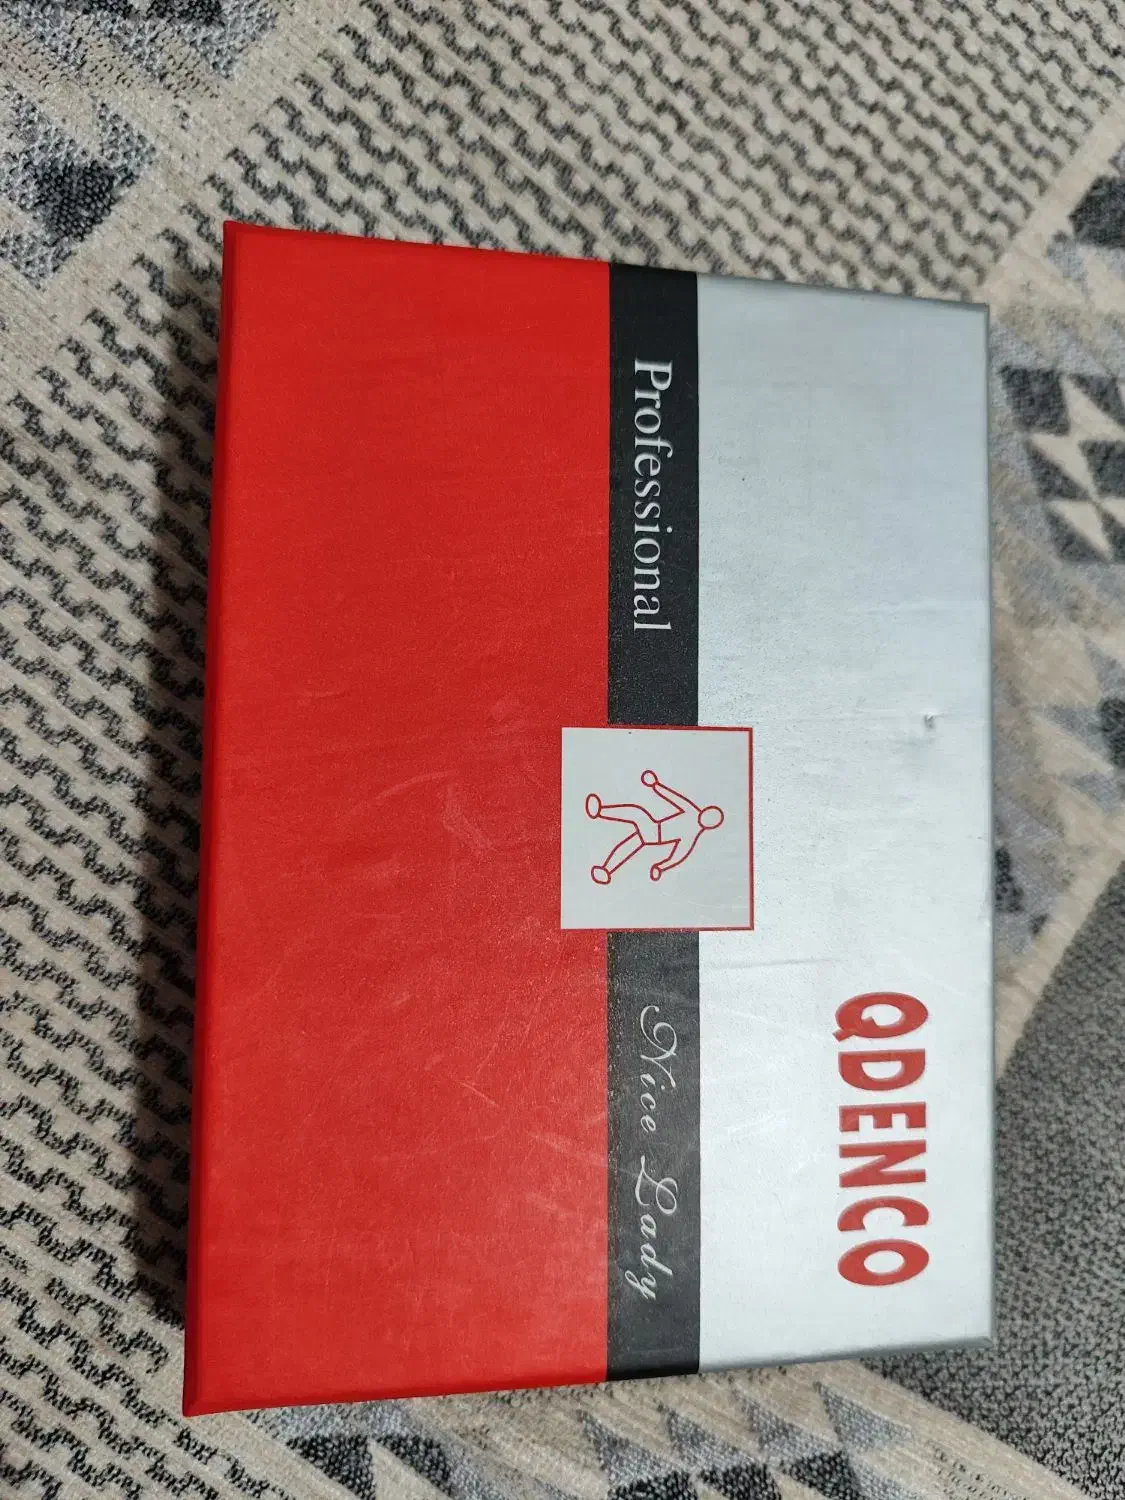 QDENCO
Professional
Nice Lady